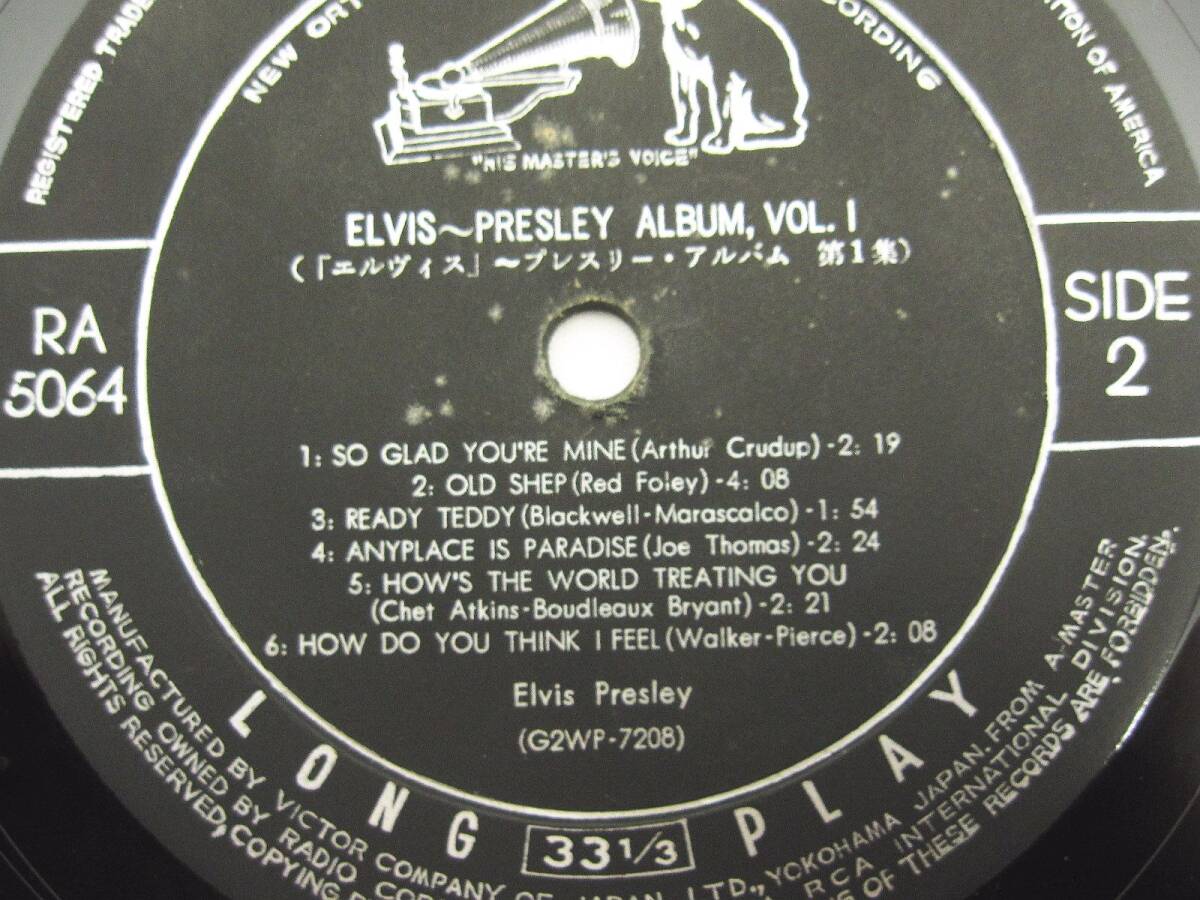 REGISTERED TRADE
NEW ORT
CORDING
TION OF AMERICA
"HIS MASTER'S VOICE"
ELVIS~PRESLEY ALBUM, VOL. I
(「エルヴィス」~プレスリー・アルバム 第1集)
RA
5064
SIDE
2
1: SO GLAD YOU'RE MINE (Arthur Crudup) -2: 19
2: OLD SHEP (Red Foley) -4: 08
3: READY TEDDY (Blackwell-Marascalco) -1: 54
4: ANYPLACE IS PARADISE (Joe Thomas) -2: 24
5: HOW'S THE WORLD TREATING YOU
(Chet Atkins-Boudleaux Bryant) -2: 21
6: HOW DO YOU THINK I FEEL (Walker-Pierce) -2: 08
Elvis Presley
(G2WP-7208)
LONG 33 1/3 PLAY
MANUFACTURED BY VICTOR COMPANY OF JAPAN, LTD., YOKOHAMA JAPAN. FROM A-MASTER
RECORDING OWNED BY RADIO COR RCA INTERNATIONAL DIVISION.
ALL RIGHTS RESERVED, COPYING OF THESE RECORDS ARE FORBIDDEN.